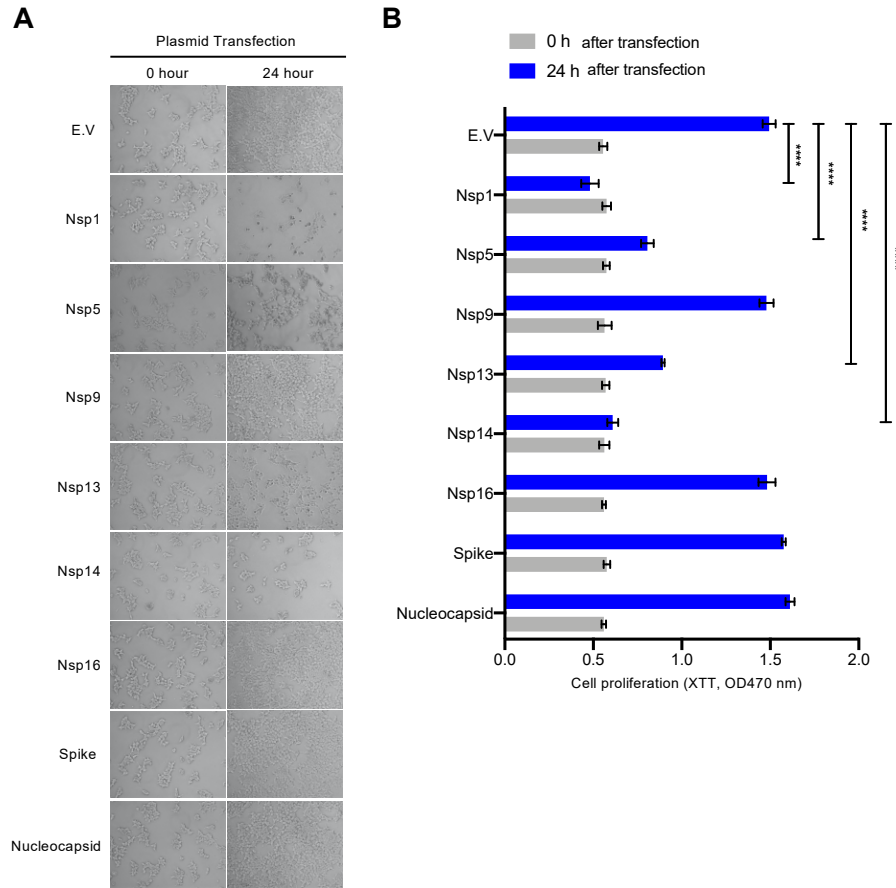 A
Plasmid Transfection
0 hour 24 hour
E.V
Nsp1
Nsp5
Nsp9
Nsp13
Nsp14
Nsp16
Spike
Nucleocapsid
B
0 h after transfection
24 h after transfection
E.V
Nsp1
Nsp5
Nsp9
Nsp13
Nsp14
Nsp16
Spike
Nucleocapsid
****
****
****
0.0 0.5 1.0 1.5 2.0
Cell proliferation (XTT, OD470 nm)